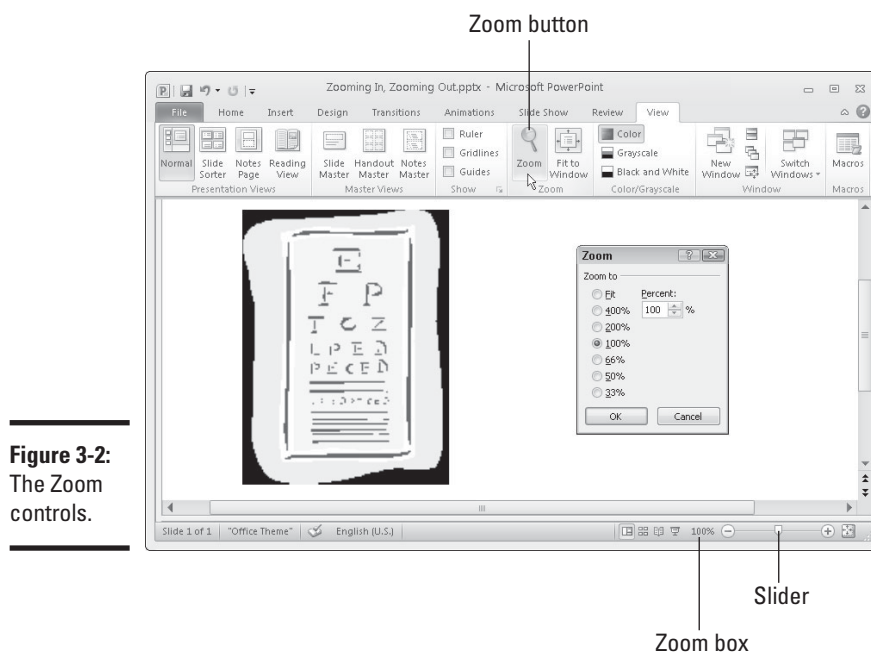 Zoom button
Zooming In, Zooming Out.pptx - Microsoft PowerPoint
File Home Insert Design Transitions Animations Slide Show Review View
Ruler
Gridlines
Guides
Color
Grayscale
Black and White
Normal Slide Sorter Notes Page Reading View
Slide Master Handout Master Notes Master
Zoom Fit to Window
New Window Switch Windows Macros
Presentation Views Master Views Show Zoom Color/Grayscale Window Macros
E
F P
T C Z
L P E D
P E C E D
Zoom
Zoom to
Fit Percent:
400% 100 %
200%
100%
66%
50%
33%
OK Cancel
Figure 3-2:
The Zoom
controls.
Slide 1 of 1 "Office Theme" English (U.S.) 100%
Slider
Zoom box